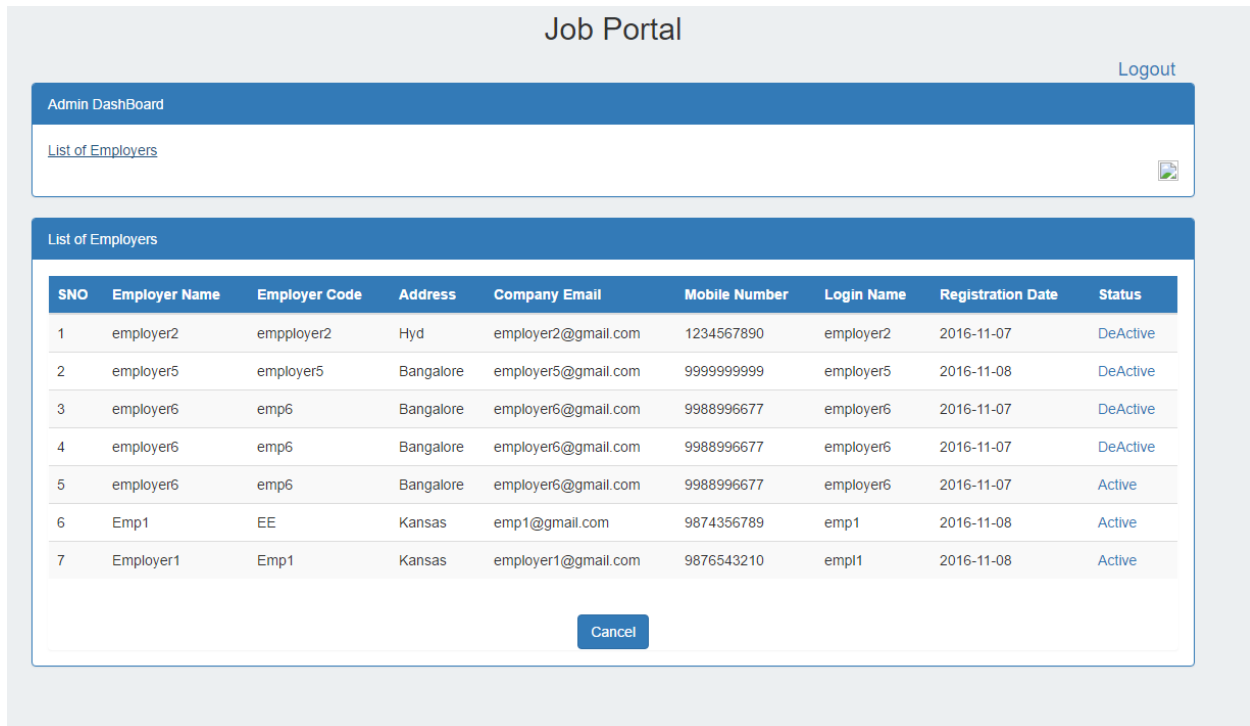 Job Portal
Logout
Admin DashBoard
List of Employers
List of Employers
SNO Employer Name Employer Code Address Company Email Mobile Number Login Name Registration Date Status
1 employer2 empployer2 Hyd employer2@gmail.com 1234567890 employer2 2016-11-07 DeActive
2 employer5 employer5 Bangalore employer5@gmail.com 9999999999 employer5 2016-11-08 DeActive
3 employer6 emp6 Bangalore employer6@gmail.com 9988996677 employer6 2016-11-07 DeActive
4 employer6 emp6 Bangalore employer6@gmail.com 9988996677 employer6 2016-11-07 DeActive
5 employer6 emp6 Bangalore employer6@gmail.com 9988996677 employer6 2016-11-07 Active
6 Emp1 EE Kansas emp1@gmail.com 9874356789 emp1 2016-11-08 Active
7 Employer1 Emp1 Kansas employer1@gmail.com 9876543210 empl1 2016-11-08 Active
Cancel